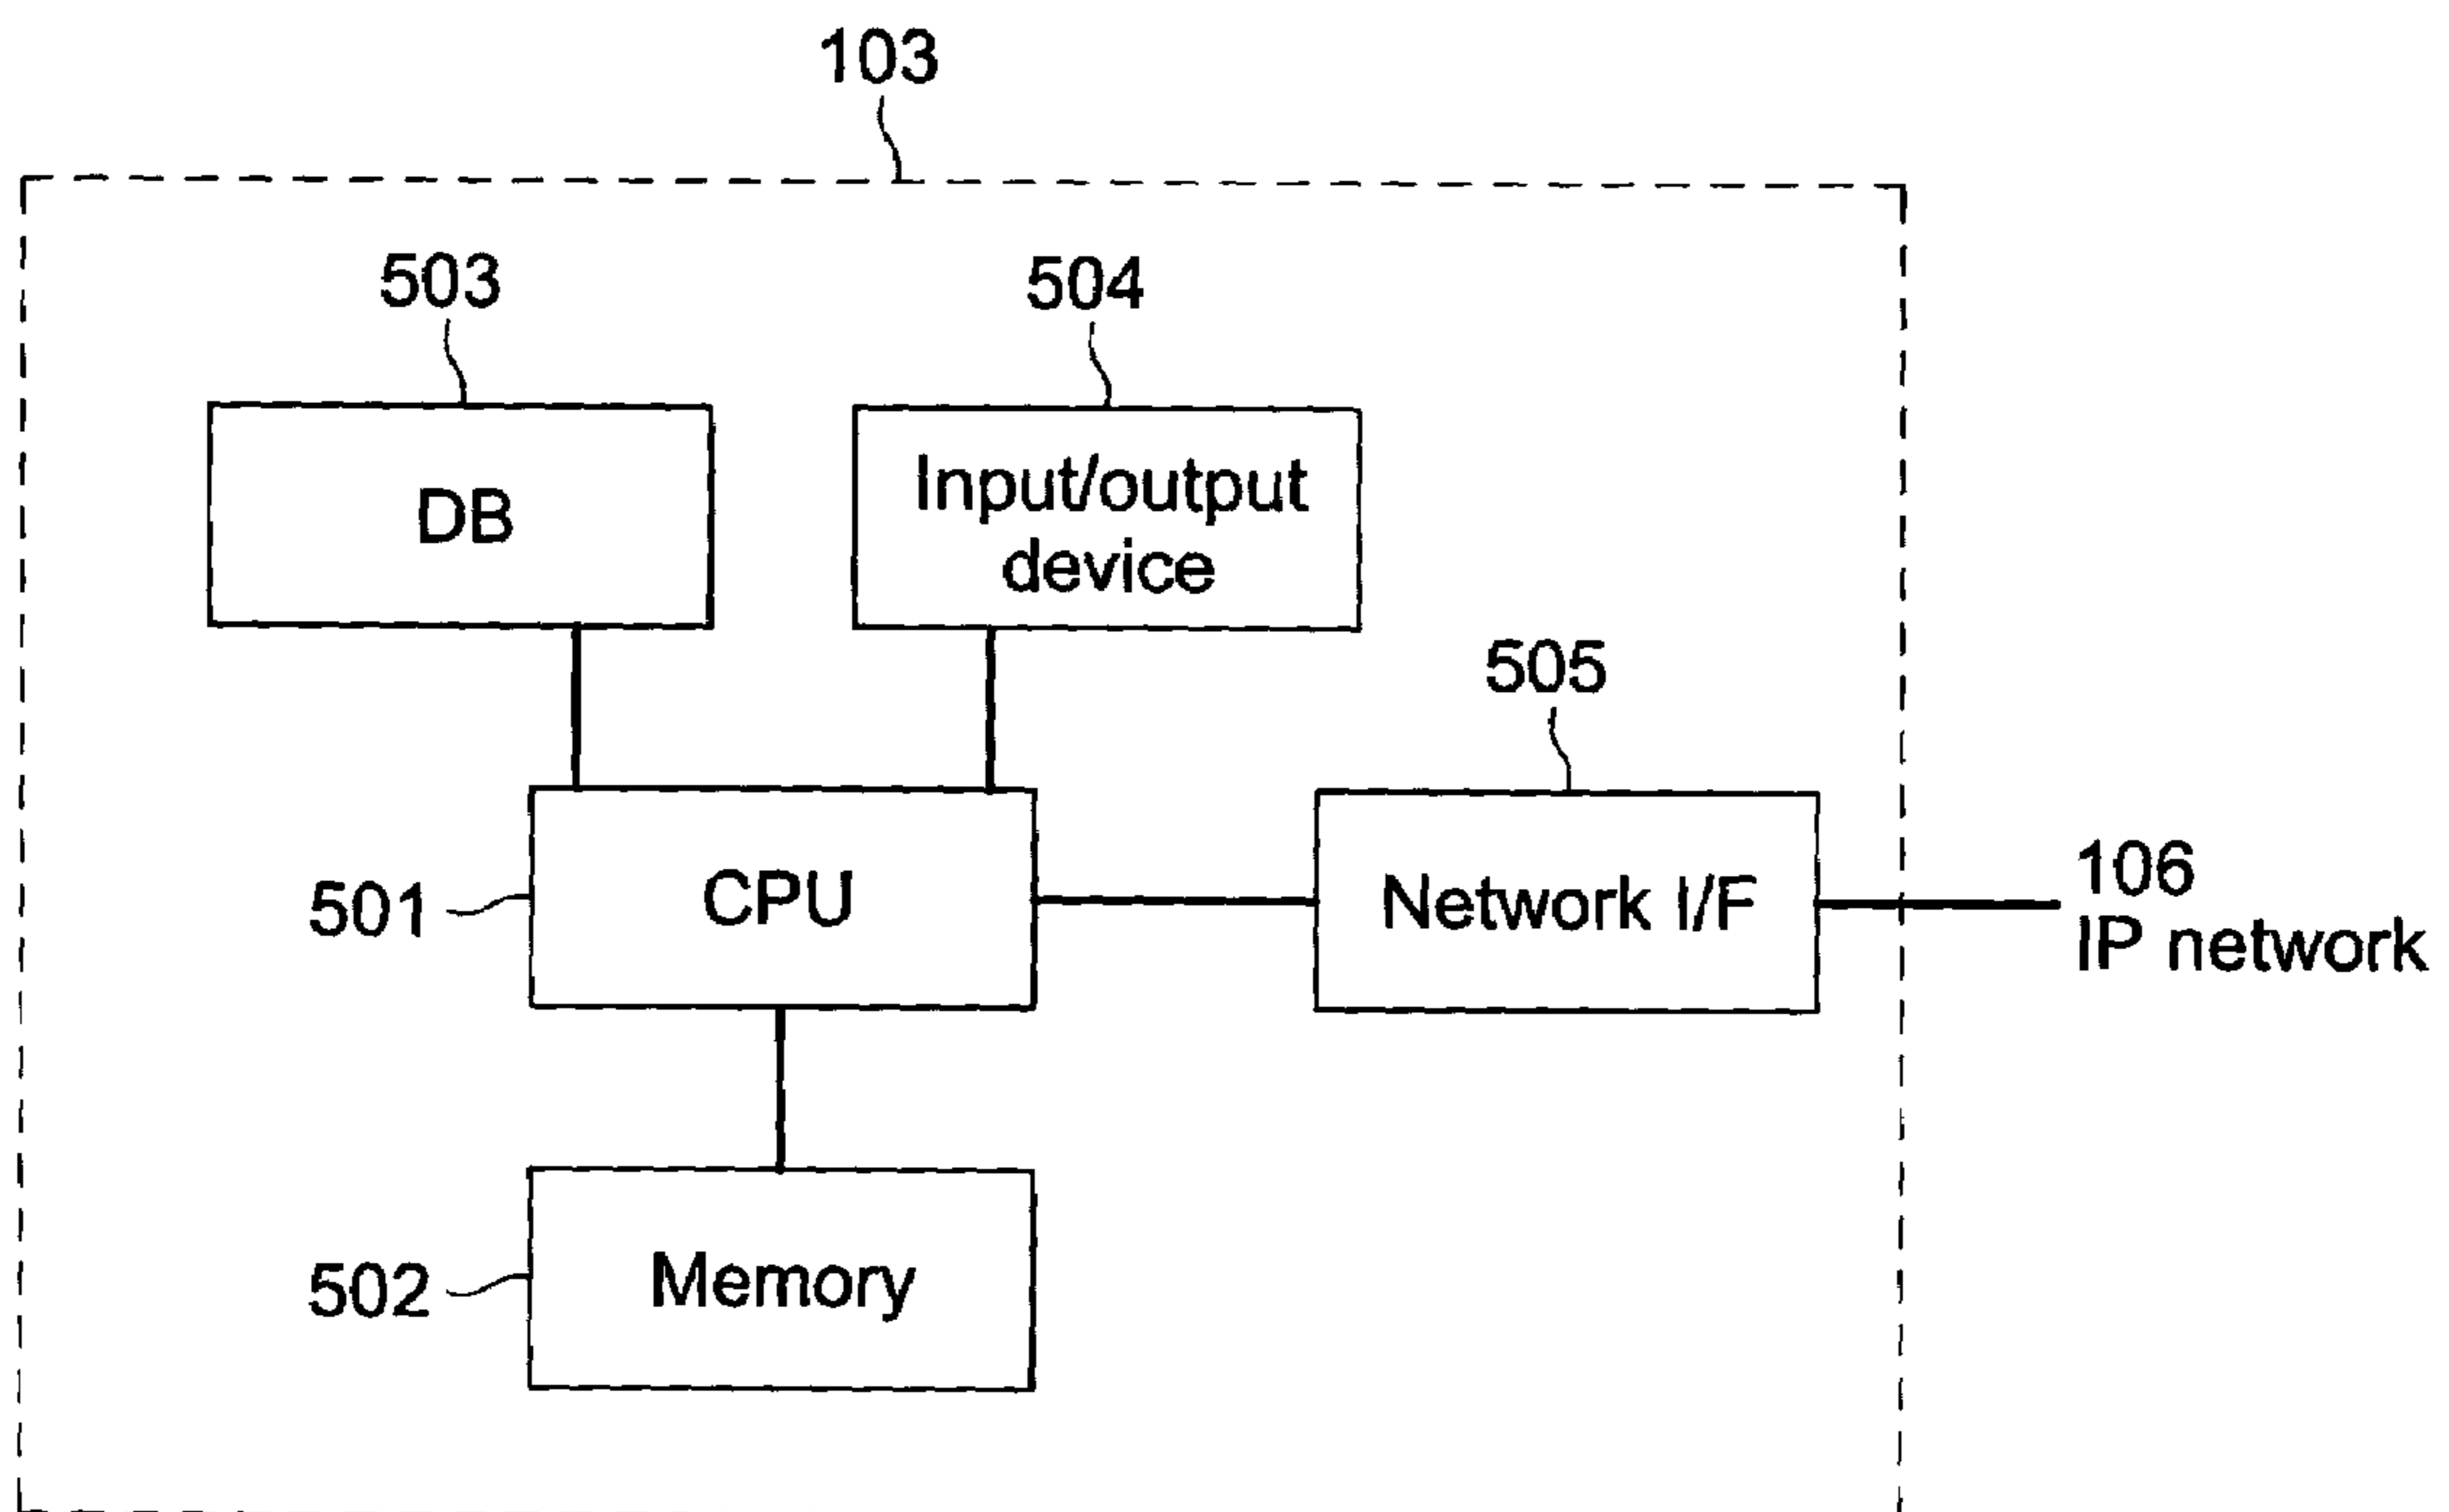 103
503
504
DB
Input/output
device
505
501
CPU
Network I/F
106
IP network
502
Memory